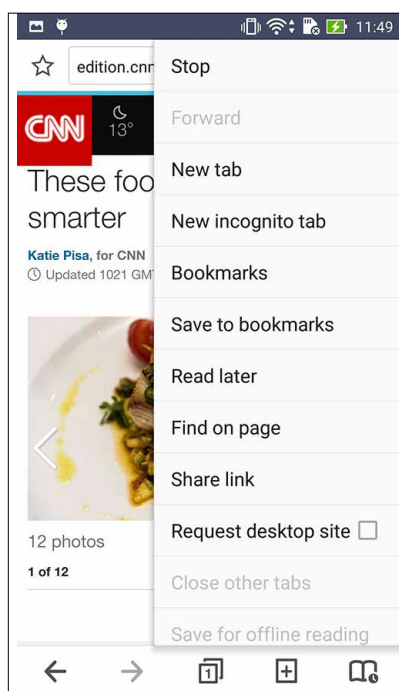 11:49
edition.cnn
Stop
Forward
New tab
New incognito tab
Bookmarks
Save to bookmarks
Read later
Find on page
Share link
Request desktop site
Close other tabs
Save for offline reading
CNN
13°
These foo
smarter
Katie Pisa, for CNN
Updated 1021 GM
12 photos
1 of 12
1